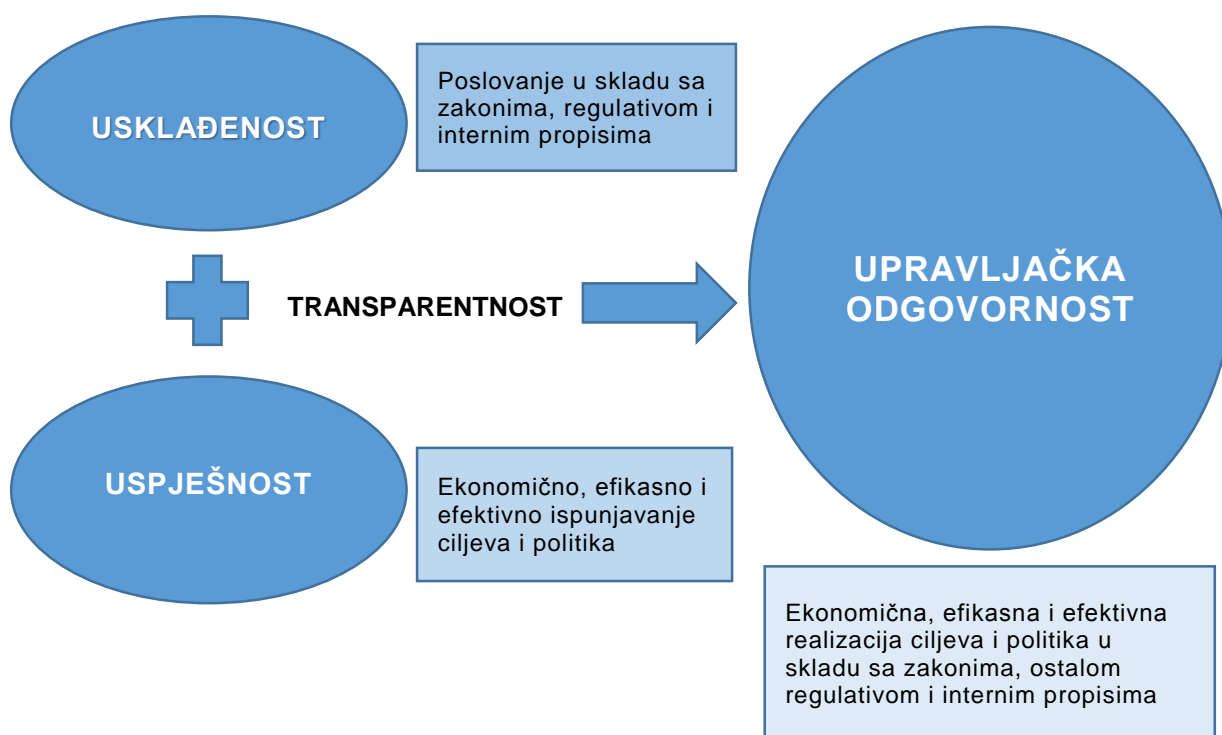 USKLAĐENOST
Poslovanje u skladu sa
zakonima, regulativom i
internim propisima
TRANSPARENTNOST
UPRAVLJAČKA
ODGOVORNOST
USPJEŠNOST
Ekonomično, efikasno i
efektivno ispunjavanje
ciljeva i politika
Ekonomična, efikasna i efektivna
realizacija ciljeva i politika u
skladu sa zakonima, ostalom
regulativom i internim propisima